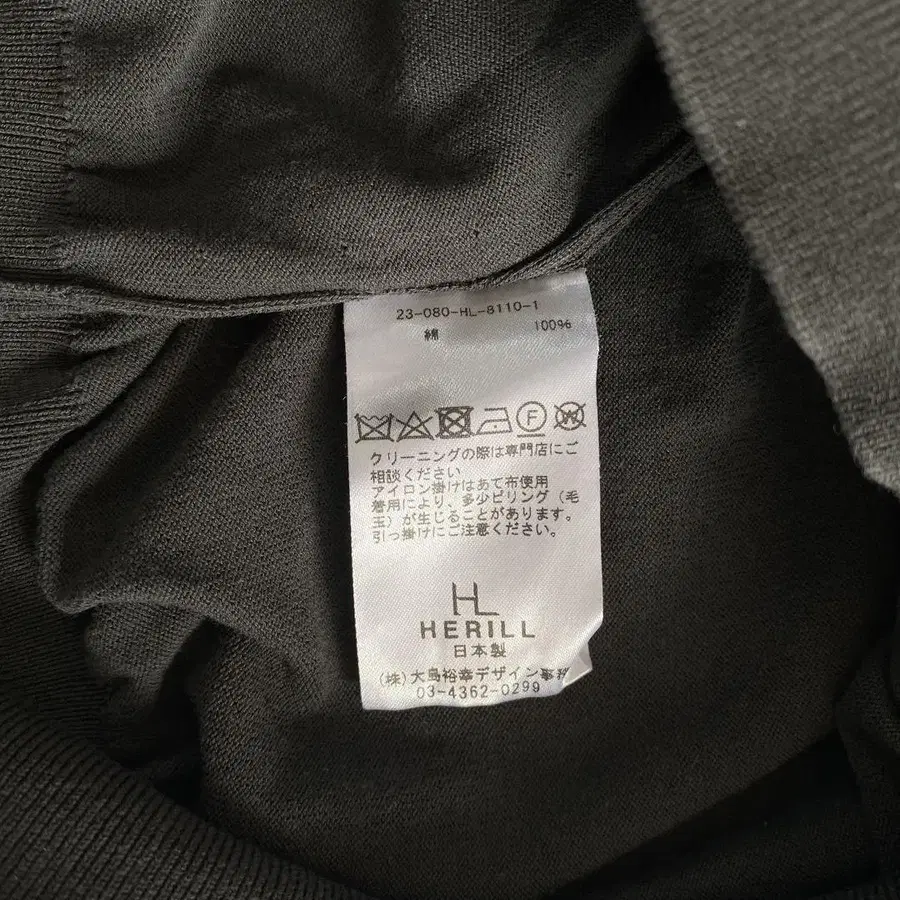 23-080-HL-8110-1
綿 100%
F
W
クリーニングの際は専門店にご
相談ください
アイロン掛けはあて布使用
着用により、多少ピリング（毛
玉）が生じることがあります。
引っ掛けにご注意ください。
HL
HERILL
日本製
(株)大島裕幸デザイン事務
03-4362-0299